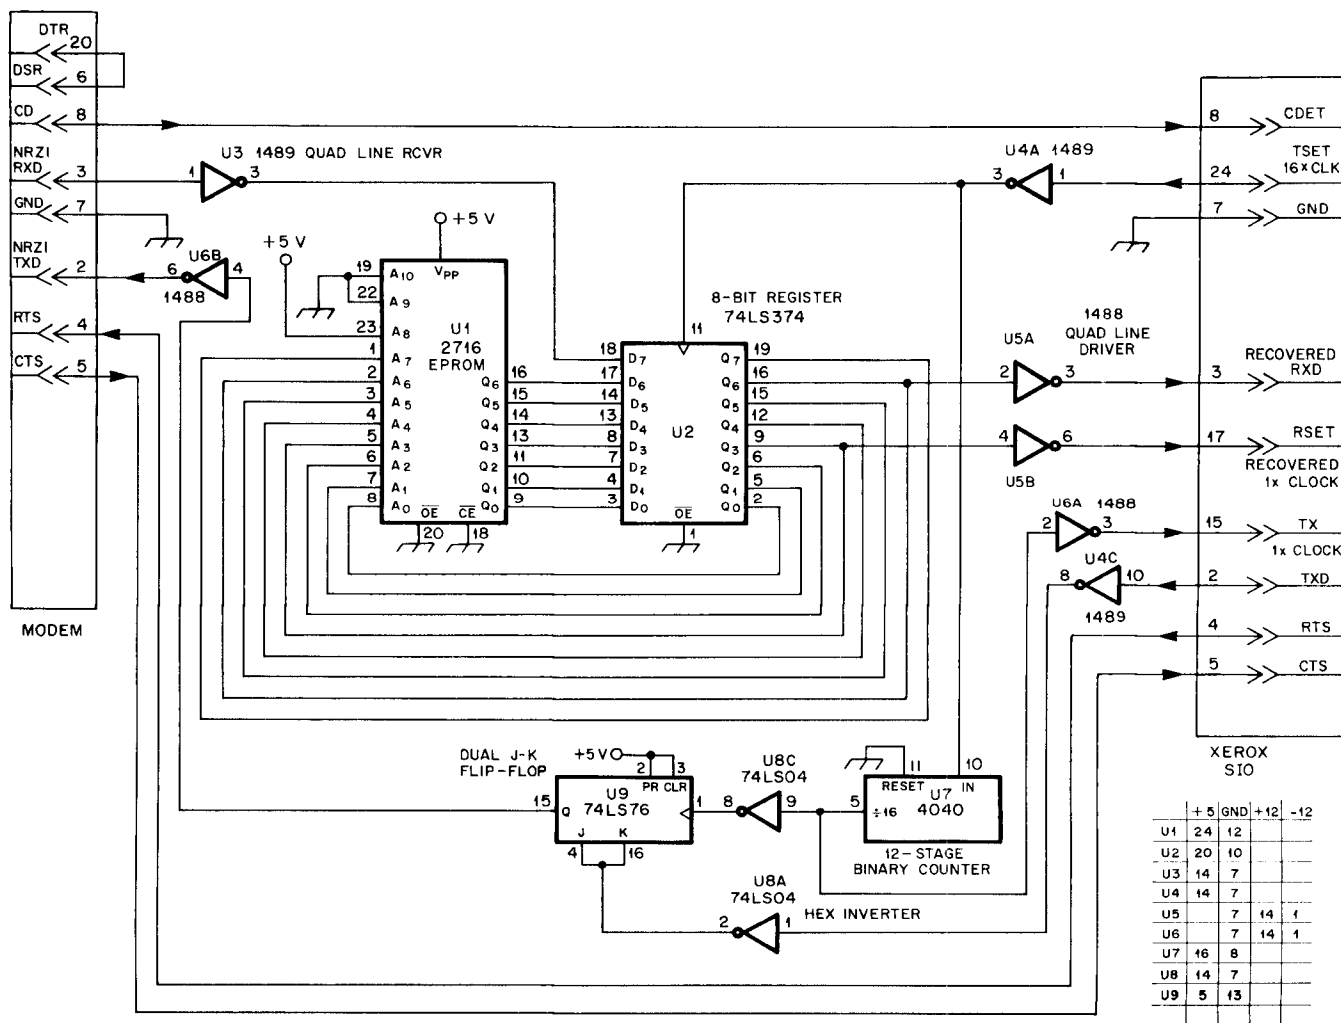 DTR
20
DSR
6
CD
8
8
CDET
NRZI
RXD
3
U3 1489 QUAD LINE RCVR
1
3
U4A 1489
3
1
24
TSET
16×CLK
GND
7
7
GND
NRZI
TXD
2
U6B
6
4
1488
+5 V
+5 V
RTS
4
CTS
5
19 A10
VPP
22 A9
23 A8
U1
2716
EPROM
1 A7
2 A6
3 A5
4 A4
5 A3
6 A2
7 A1
8 A0
Q6 16
Q5 15
Q4 14
Q3 13
Q2 11
Q1 10
Q0 9
OE
CE
20
18
8-BIT REGISTER
74LS374
11
18 D7
17 D6
14 D5
13 D4
8 D3
7 D2
4 D1
3 D0
U2
Q7 19
Q6 16
Q5 15
Q4 12
Q3 9
Q2 6
Q1 5
Q0 2
OE
1
U5A
1488
QUAD LINE
DRIVER
2
3
3
RECOVERED
RXD
4
6
U5B
17
RSET
RECOVERED
1× CLOCK
U6A 1488
2
3
15
TX
1× CLOCK
U4C
8
10
1489
2
TXD
4
RTS
5
CTS
MODEM
XEROX
SIO
DUAL J-K
FLIP-FLOP
+5V
2
3
PR CLR
15
Q
U9
74LS76
1
J
K
4
16
U8C
74LS04
8
9
11
10
RESET
IN
U7
4040
5
÷16
12-STAGE
BINARY COUNTER
U8A
74LS04
2
1
HEX INVERTER
+5 GND +12 -12
U1 24 12
U2 20 10
U3 14 7
U4 14 7
U5 7 14 1
U6 7 14 1
U7 16 8
U8 14 7
U9 5 13